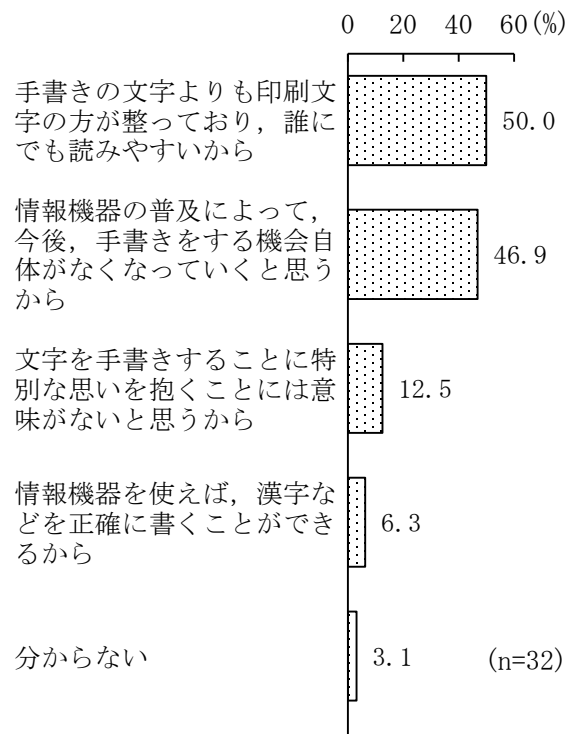 0 20 40 60(%)
手書きの文字よりも印刷文
字の方が整っており，誰に
でも読みやすいから
50.0
情報機器の普及によって，
今後，手書きをする機会自
体がなくなっていくと思う
から
46.9
文字を手書きすることに特
別な思いを抱くことには意
味がないと思うから
12.5
情報機器を使えば，漢字な
どを正確に書くことができ
るから
6.3
分からない
3.1
(n=32)